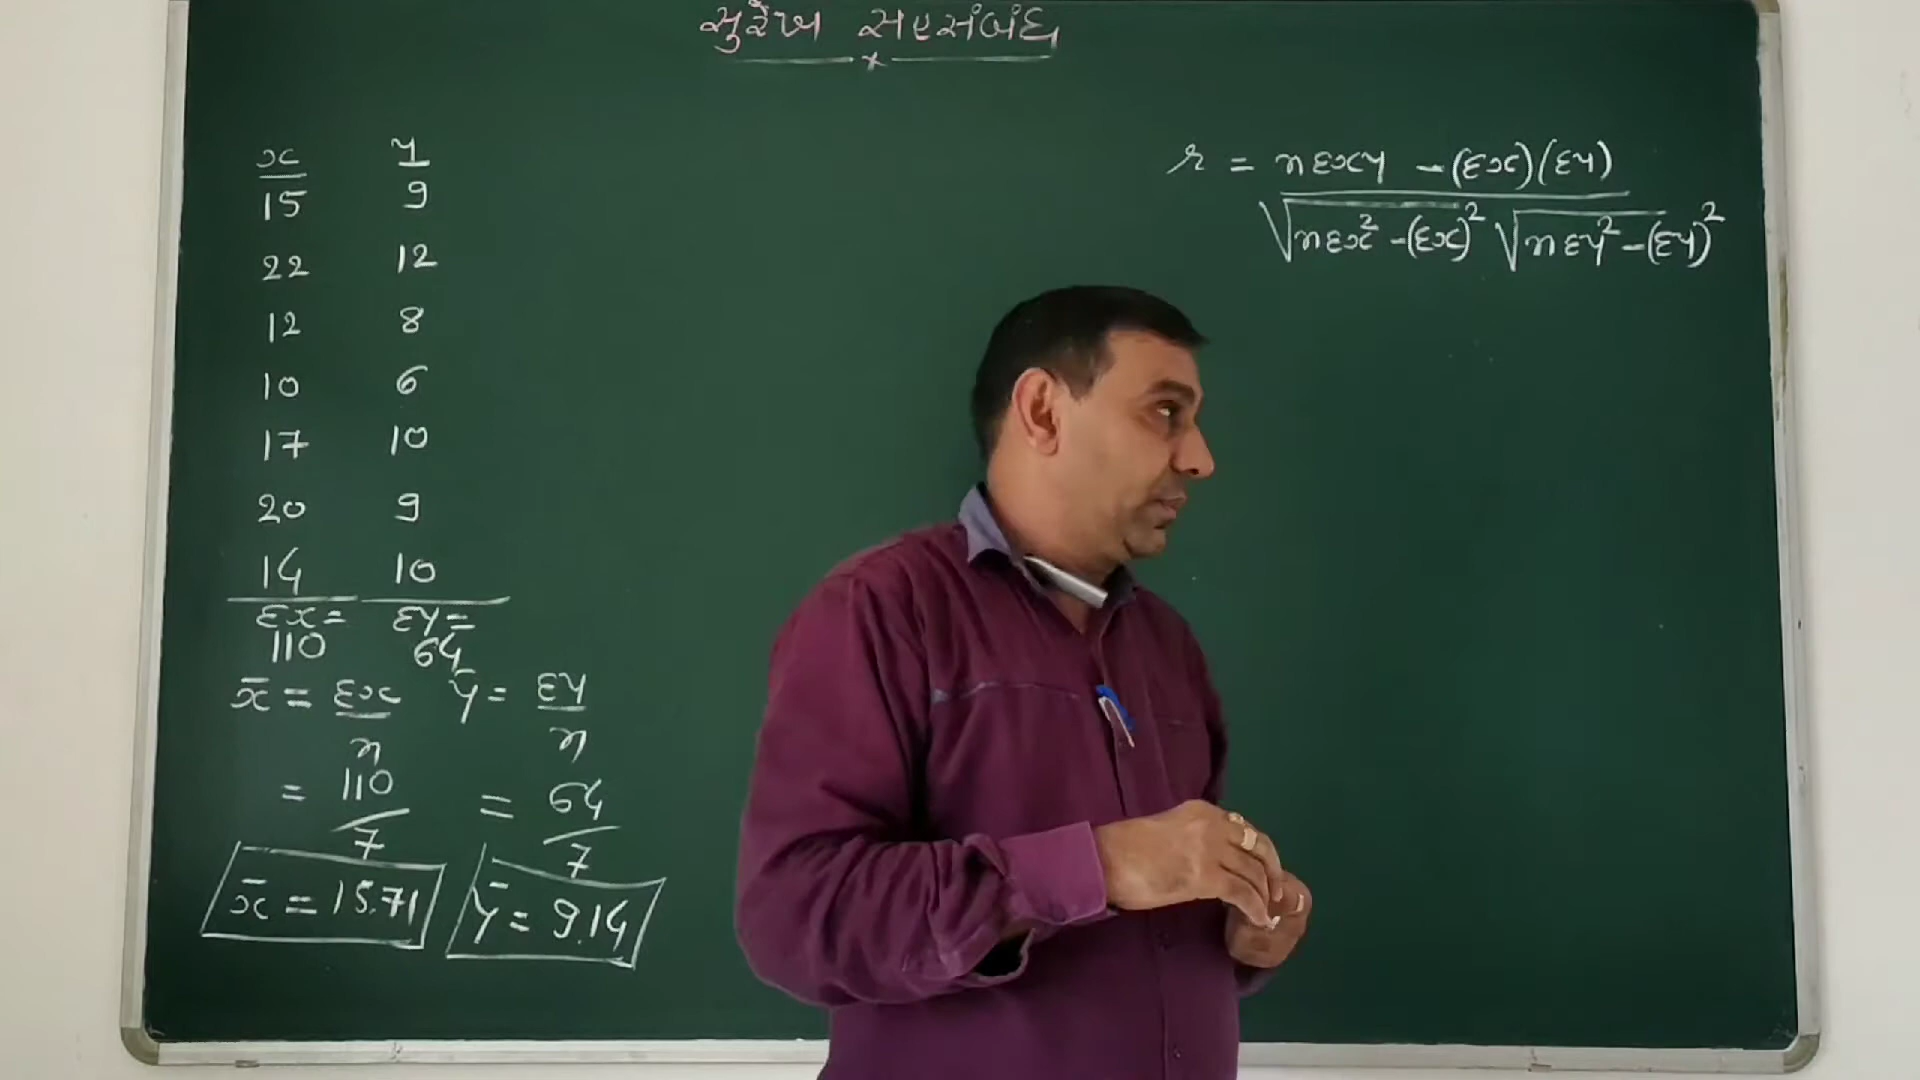 સુરેખ સહસંબંધ
x y
15 9
22 12
12 8
10 6
17 10
20 9
14 10
Σx= Σy=
110 64
x̄ = Σx/n ȳ = Σy/n
= 110/7 = 64/7
x̄ = 15.71 ȳ = 9.14
r = nΣxy - (Σx)(Σy)
√nΣx² - (Σx)² √nΣy² - (Σy)²